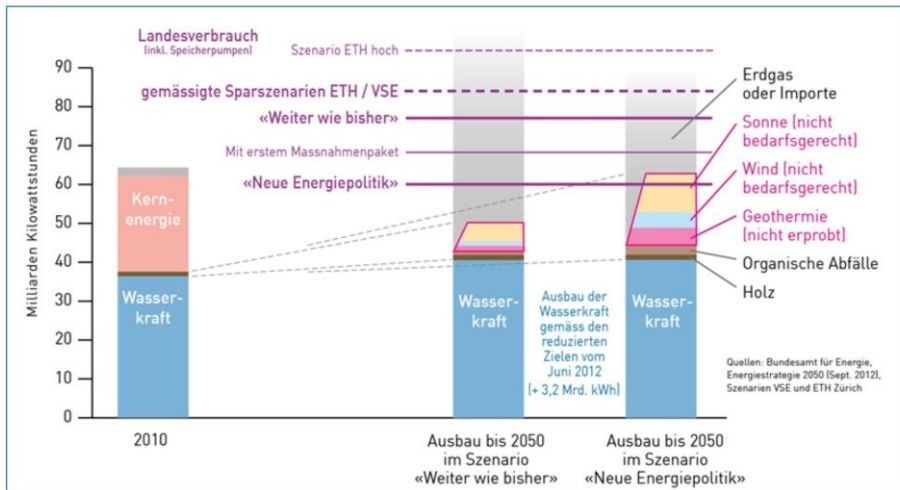 Landesverbrauch
(inkl. Speicherpumpen)
Szenario ETH hoch
gemässigte Sparszenarien ETH / VSE
«Weiter wie bisher»
Mit erstem Massnahmenpaket
«Neue Energiepolitik»
Milliarden Kilowattstunden
90
80
70
60
50
40
30
20
10
0
Kern-
energie
Wasser-
kraft
Wasser-
kraft
Ausbau der
Wasserkraft
gemäss den
reduzierten
Zielen vom
Juni 2012
(+ 3,2 Mrd. kWh)
Wasser-
kraft
Erdgas
oder Importe
Sonne (nicht
bedarfsgerecht)
Wind (nicht
bedarfsgerecht)
Geothermie
(nicht erprobt)
Organische Abfälle
Holz
Quellen: Bundesamt für Energie,
Energiestrategie 2050 (Sept. 2012),
Szenarien VSE und ETH Zürich
2010
Ausbau bis 2050
im Szenario
«Weiter wie bisher»
Ausbau bis 2050
im Szenario
«Neue Energiepolitik»